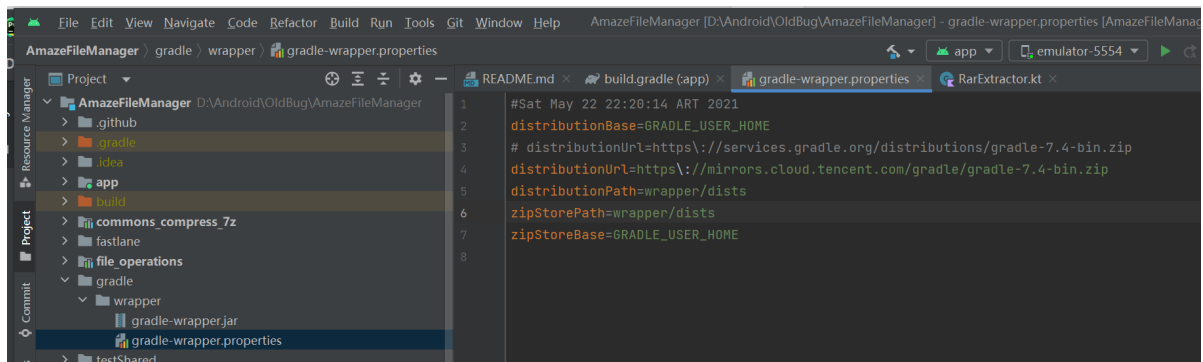 File Edit View Navigate Code Refactor Build Run Tools Git Window Help AmazeFileManager [D:\Android\OldBug\AmazeFileManager] - gradle-wrapper.properties [AmazeFileManag
AmazeFileManager gradle wrapper gradle-wrapper.properties app emulator-5554
Project README.md build.gradle (:app) gradle-wrapper.properties RarExtractor.kt
Resource Manager
Project
Commit
AmazeFileManager D:\Android\OldBug\AmazeFileManager
.github
.gradle
.idea
app
build
commons_compress_7z
fastlane
file_operations
gradle
wrapper
gradle-wrapper.jar
gradle-wrapper.properties
testShared
1 #Sat May 22 22:20:14 ART 2021
2 distributionBase=GRADLE_USER_HOME
3 # distributionUrl=https\://services.gradle.org/distributions/gradle-7.4-bin.zip
4 distributionUrl=https\://mirrors.cloud.tencent.com/gradle/gradle-7.4-bin.zip
5 distributionPath=wrapper/dists
6 zipStorePath=wrapper/dists
7 zipStoreBase=GRADLE_USER_HOME
8